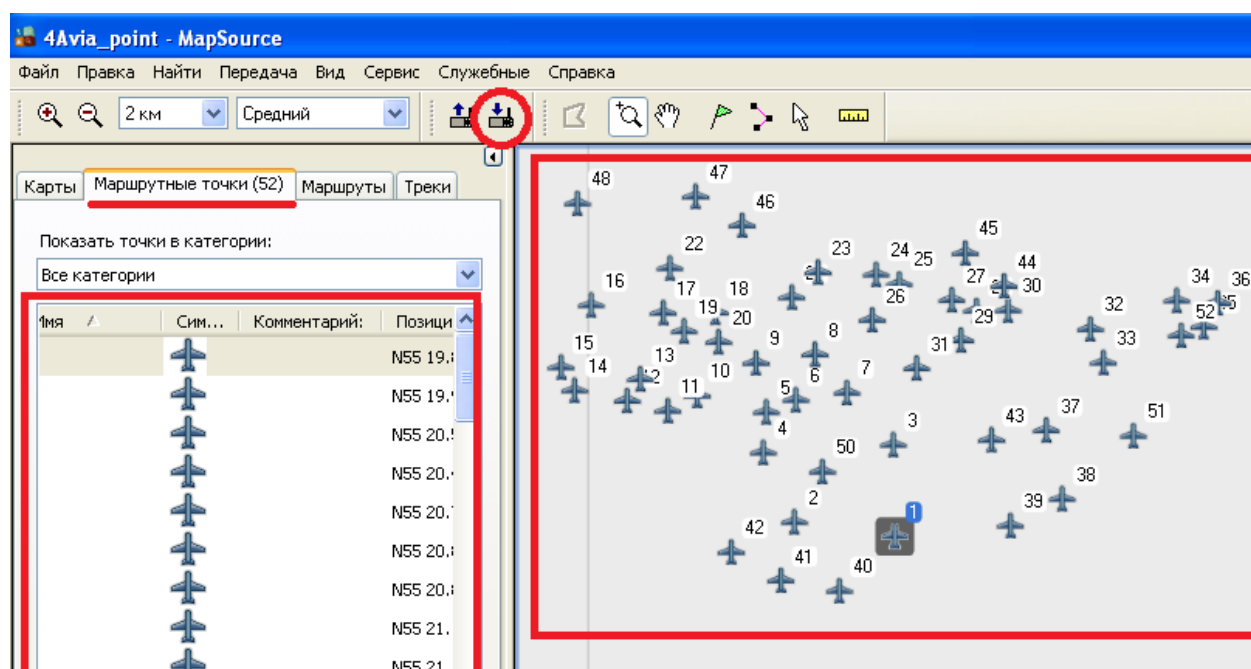 4Avia_point - MapSource
Файл Правка Найти Передача Вид Сервис Служебные Справка
2 км Средний
Карты Маршрутные точки (52) Маршруты Треки
Показать точки в категории:
Все категории
Имя Сим... Комментарий: Позици
N55 19.
N55 19.
N55 20.
N55 20.
N55 20.
N55 20.
N55 20.
N55 21.
N55 21
48 47
46
22 23 24 25 45
16 17 18 26 27 44 30 34 36
19 20 29 32 52
15 13 9 8 31 33
14 10 6 7
11 5
4 3 43 37 51
50 38
2 1 39
42 41 40